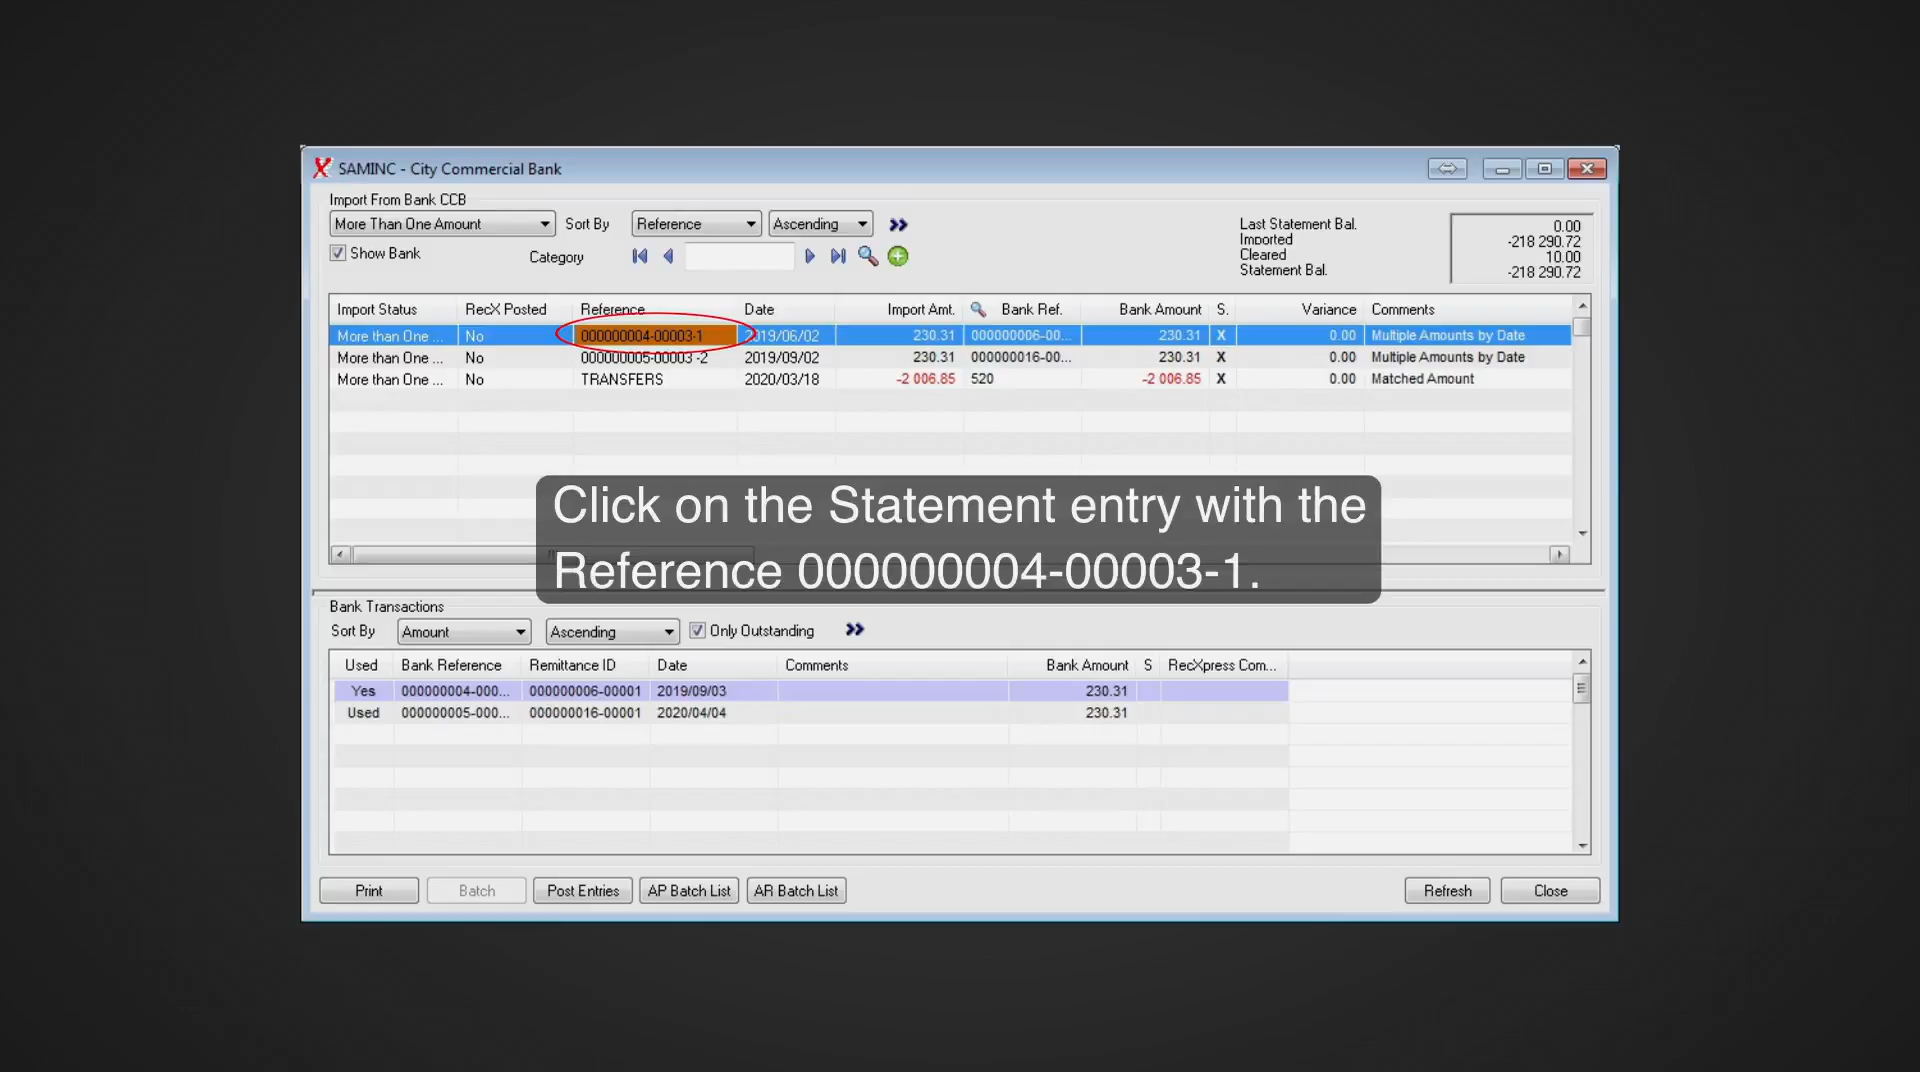 SAMINC - City Commercial Bank
Import From Bank CCB
More Than One Amount Sort By Reference Ascending
Show Bank Category
Last Statement Bal. 0.00
Imported -218 290.72
Cleared 10.00
Statement Bal. -218 290.72
Import Status RecX Posted Reference Date Import Amt. Bank Ref. Bank Amount S. Variance Comments
More than One ... No 000000004-00003-1 2019/06/02 230.31 000000006-00... 230.31 X 0.00 Multiple Amounts by Date
More than One ... No 000000005-00003 -2 2019/09/02 230.31 000000016-00... 230.31 X 0.00 Multiple Amounts by Date
More than One ... No TRANSFERS 2020/03/18 -2 006.85 520 -2 006.85 X 0.00 Matched Amount
Click on the Statement entry with the
Reference 000000004-00003-1.
Bank Transactions
Sort By Amount Ascending Only Outstanding
Used Bank Reference Remittance ID Date Comments Bank Amount S RecXpress Com...
Yes 000000004-000... 000000006-00001 2019/09/03 230.31
Used 000000005-000... 000000016-00001 2020/04/04 230.31
Print Batch Post Entries AP Batch List AR Batch List Refresh Close